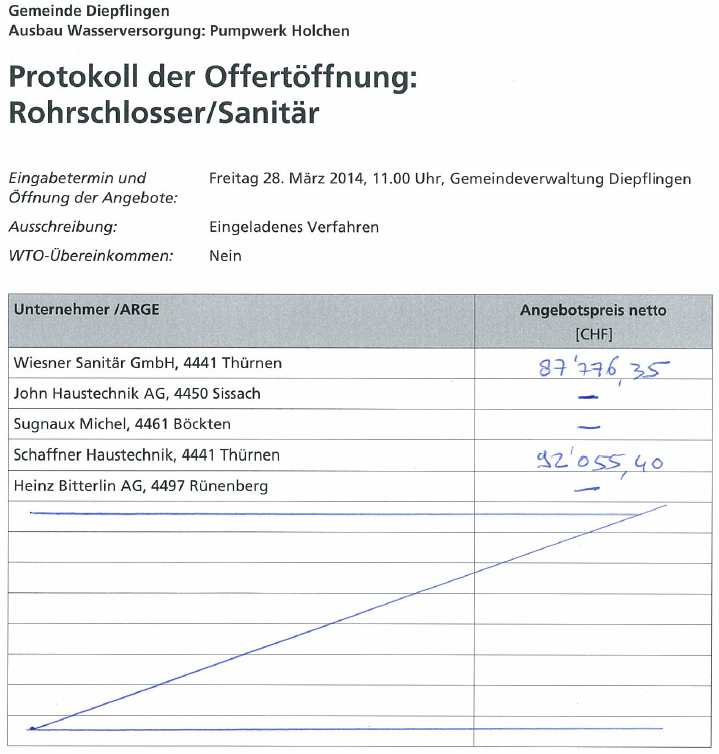 Gemeinde Diepflingen
Ausbau Wasserversorgung: Pumpwerk Holchen
Protokoll der Offertöffnung:
Rohrschlosser/Sanitär
Eingabetermin und Freitag 28. März 2014, 11.00 Uhr, Gemeindeverwaltung Diepflingen
Öffnung der Angebote:
Ausschreibung: Eingeladenes Verfahren
WTO-Übereinkommen: Nein
Unternehmer /ARGE Angebotspreis netto
[CHF]
Wiesner Sanitär GmbH, 4441 Thürnen 87'776,35
John Haustechnik AG, 4450 Sissach —
Sugnaux Michel, 4461 Böckten —
Schaffner Haustechnik, 4441 Thürnen 92'055,40
Heinz Bitterlin AG, 4497 Rünenberg —